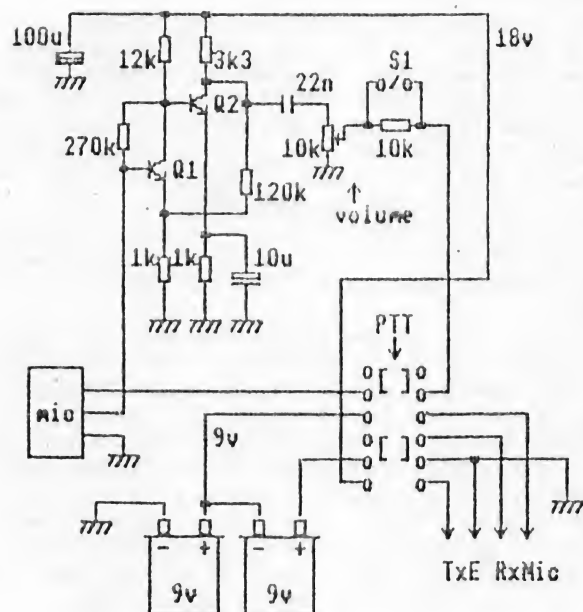 100u
12k
3k3
S1
18v
22n
Q2
270k
10k
10k
Q1
120k
↑
volume
1k
1k
10u
PTT
↓
mic
9v
- +
- +
TxE RxMic
9v
9v